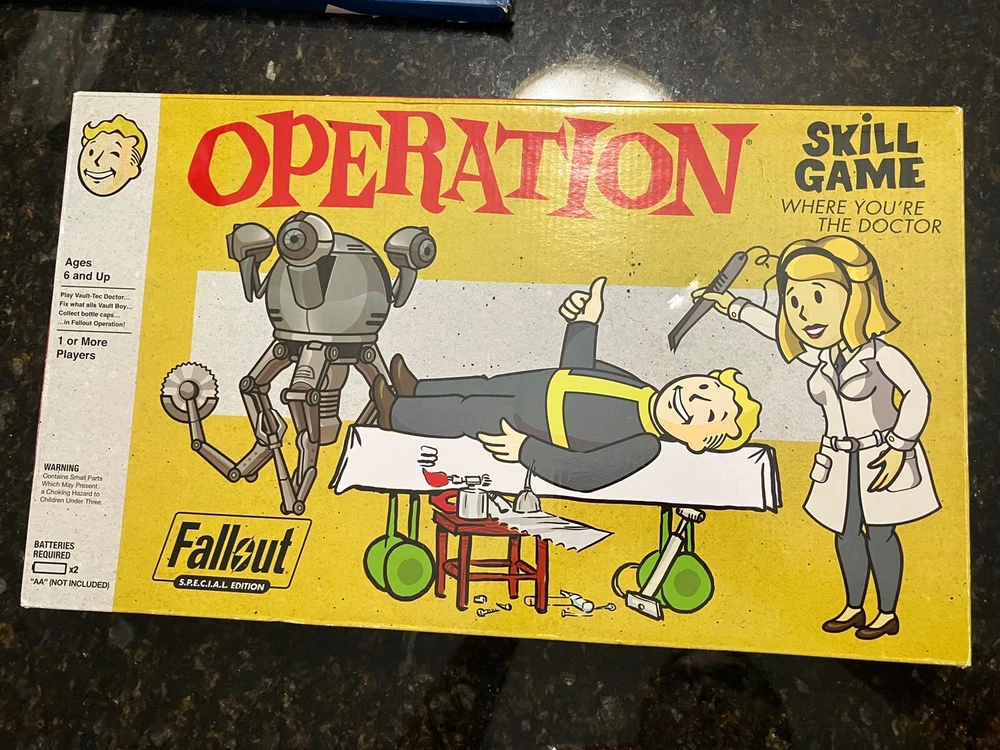 OPERATION®
SKiLL
GAME
WHERE YOU'RE
THE DOCTOR
Ages
6 and Up
Play Vault-Tec Doctor...
Fix what ails Vault Boy...
Collect bottle caps...
...in Fallout Operation!
1 or More
Players
WARNING
Contains Small Parts
Which May Present
a Choking Hazard to
Children Under Three.
BATTERIES
REQUIRED
x2
"AA" (NOT INCLUDED)
Fallout
S.P.E.C.I.A.L. EDITION